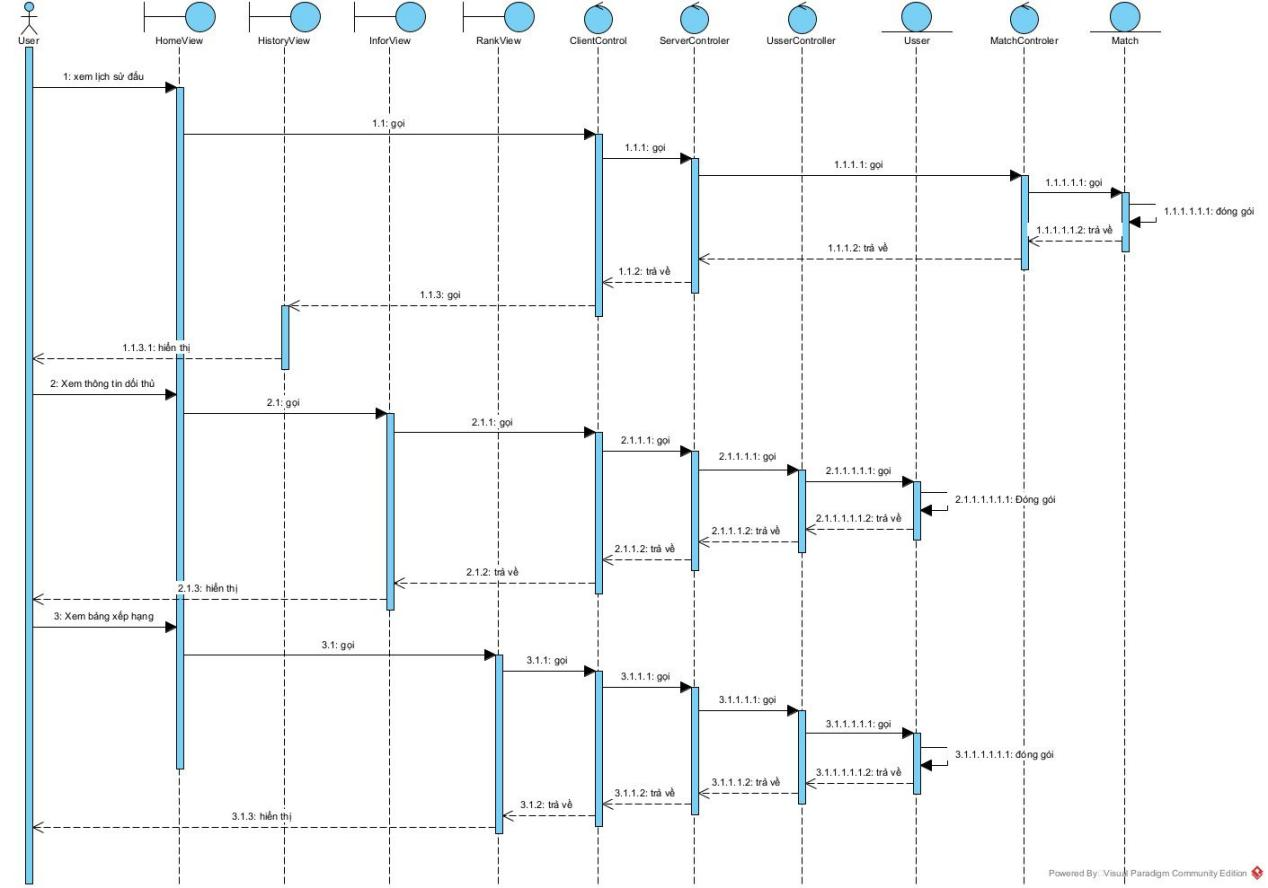 User
HomeView
HistoryView
InforView
RankView
ClientControl
ServerControler
UsserController
Usser
MatchControler
Match
1: xem lịch sử đấu
1.1: gọi
1.1.1: gọi
1.1.1.1: gọi
1.1.1.1.1: gọi
1.1.1.1.1.1: đóng gói
1.1.1.1.1.2: trả về
1.1.1.2: trả về
1.1.2: trả về
1.1.3: gọi
1.1.3.1: hiển thị
2: Xem thông tin dối thủ
2.1: gọi
2.1.1: gọi
2.1.1.1: gọi
2.1.1.1.1: gọi
2.1.1.1.1.1: gọi
2.1.1.1.1.1.1: Đóng gói
2.1.1.1.1.1.2: trả về
2.1.1.1.2: trả về
2.1.1.2: trả về
2.1.2: trả về
2.1.3: hiển thị
3: Xem bảng xếp hạng
3.1: gọi
3.1.1: gọi
3.1.1.1: gọi
3.1.1.1.1: gọi
3.1.1.1.1.1: gọi
3.1.1.1.1.1.1: đóng gói
3.1.1.1.1.1.2: trả về
3.1.1.1.2: trả về
3.1.1.2: trả về
3.1.2: trả về
3.1.3: hiển thị
Powered By: Visual Paradigm Community Edition